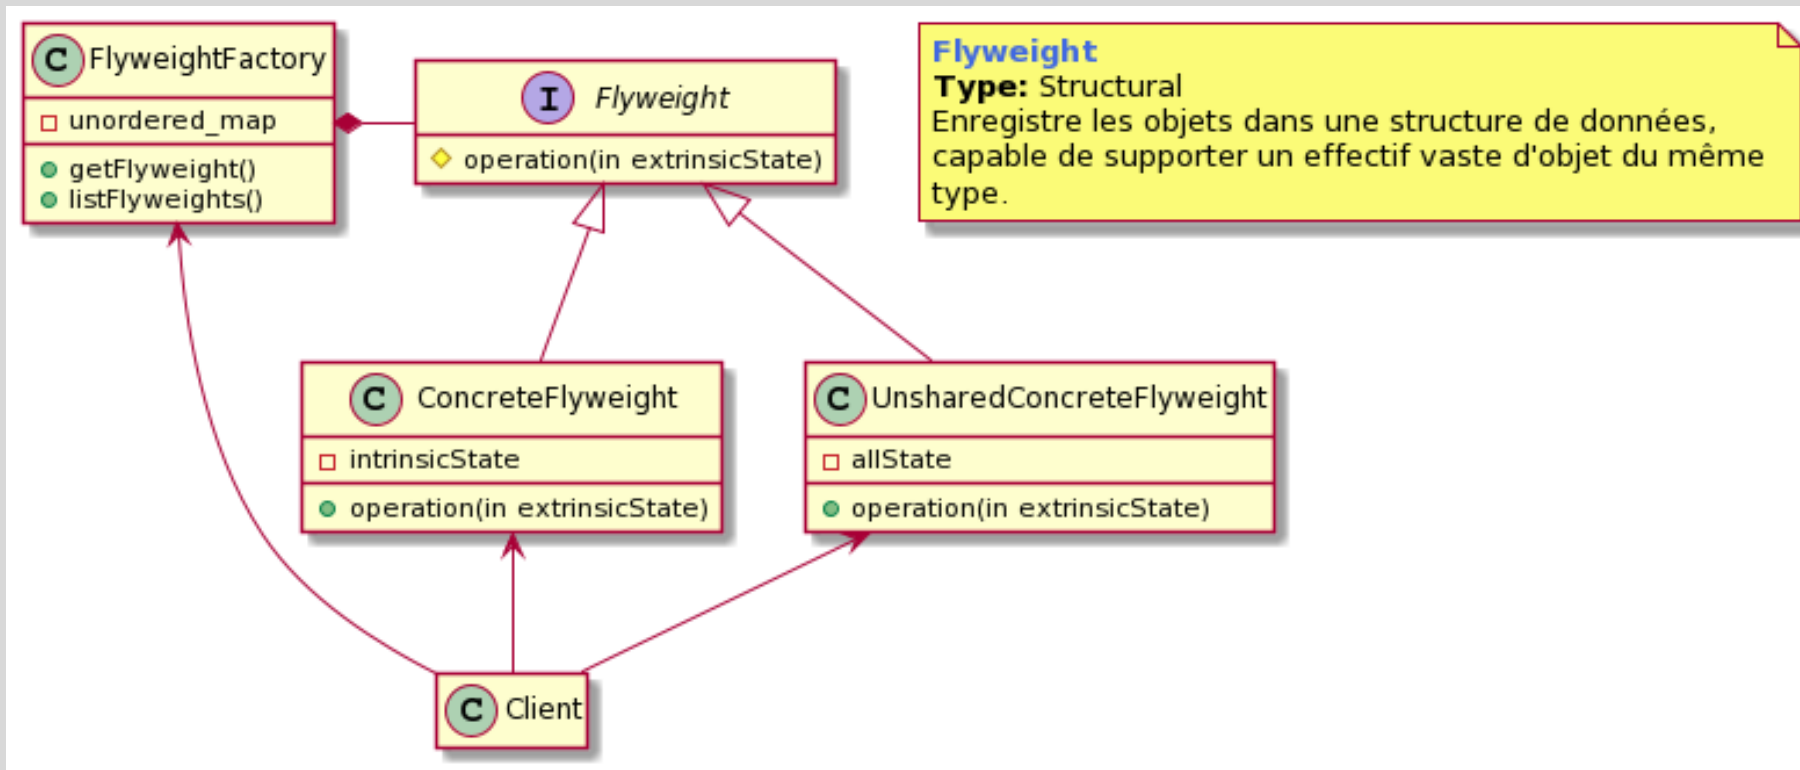 C FlyweightFactory
unordered_map
getFlyweight()
listFlyweights()
I Flyweight
operation(in extrinsicState)
Flyweight
Type: Structural
Enregistre les objets dans une structure de données,
capable de supporter un effectif vaste d'objet du même
type.
C ConcreteFlyweight
intrinsicState
operation(in extrinsicState)
C UnsharedConcreteFlyweight
allState
operation(in extrinsicState)
C Client